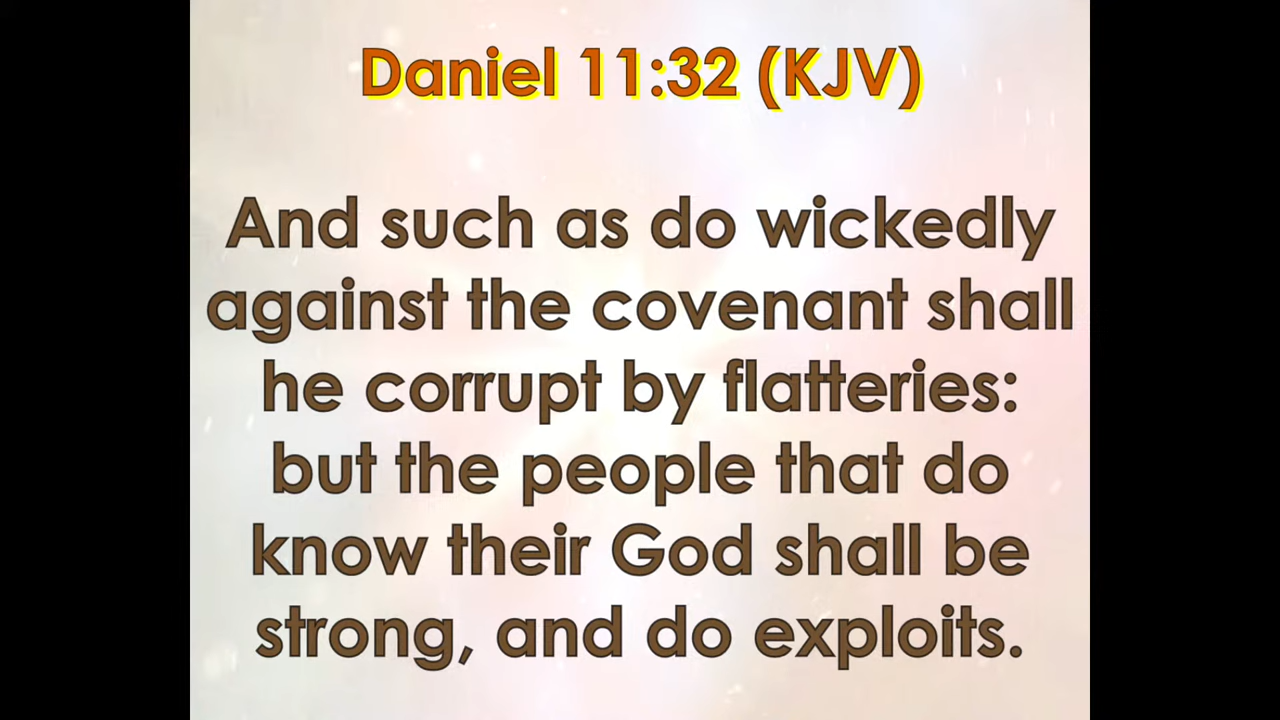 Daniel 11:32 (KJV)
And such as do wickedly
against the covenant shall
he corrupt by flatteries:
but the people that do
know their God shall be
strong, and do exploits.